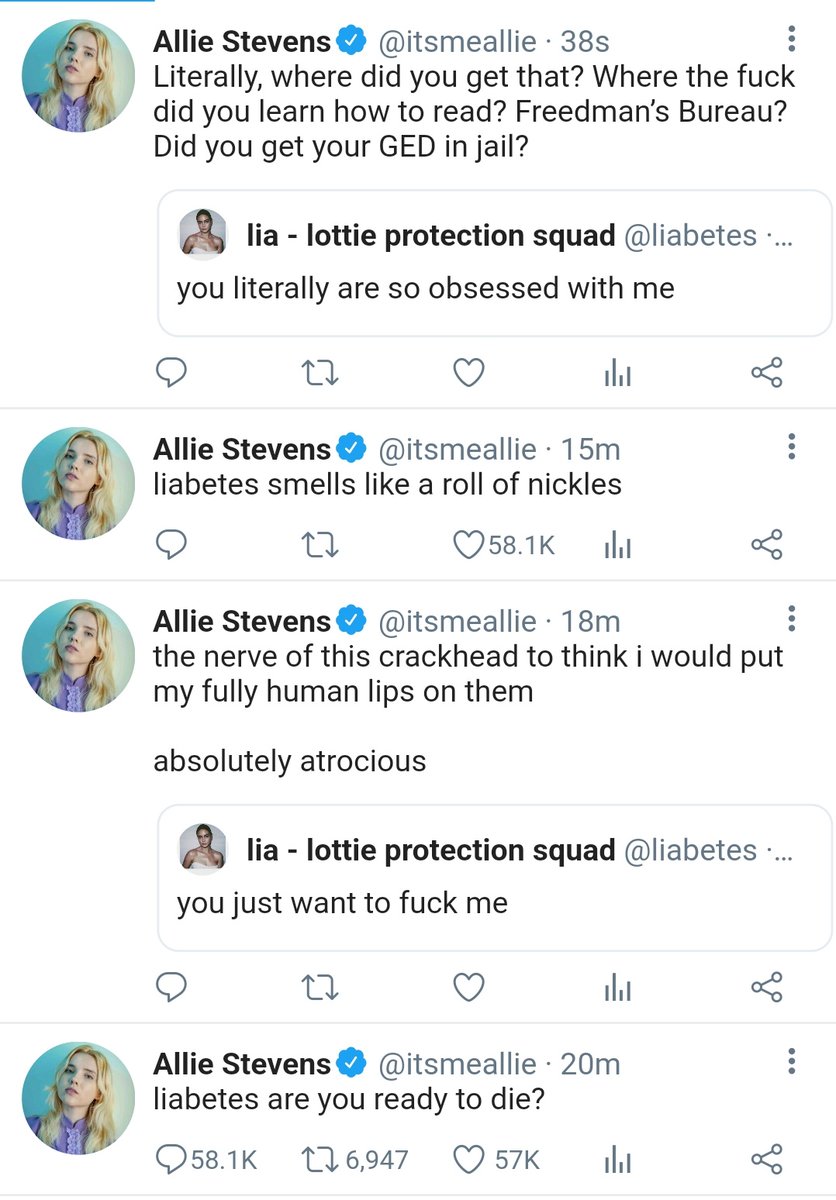 Allie Stevens @itsmeallie · 38s
Literally, where did you get that? Where the fuck
did you learn how to read? Freedman’s Bureau?
Did you get your GED in jail?
lia - lottie protection squad @liabetes ·...
you literally are so obsessed with me
Allie Stevens @itsmeallie · 15m
liabetes smells like a roll of nickles
58.1K
Allie Stevens @itsmeallie · 18m
the nerve of this crackhead to think i would put
my fully human lips on them
absolutely atrocious
lia - lottie protection squad @liabetes ·...
you just want to fuck me
Allie Stevens @itsmeallie · 20m
liabetes are you ready to die?
58.1K 6,947 57K